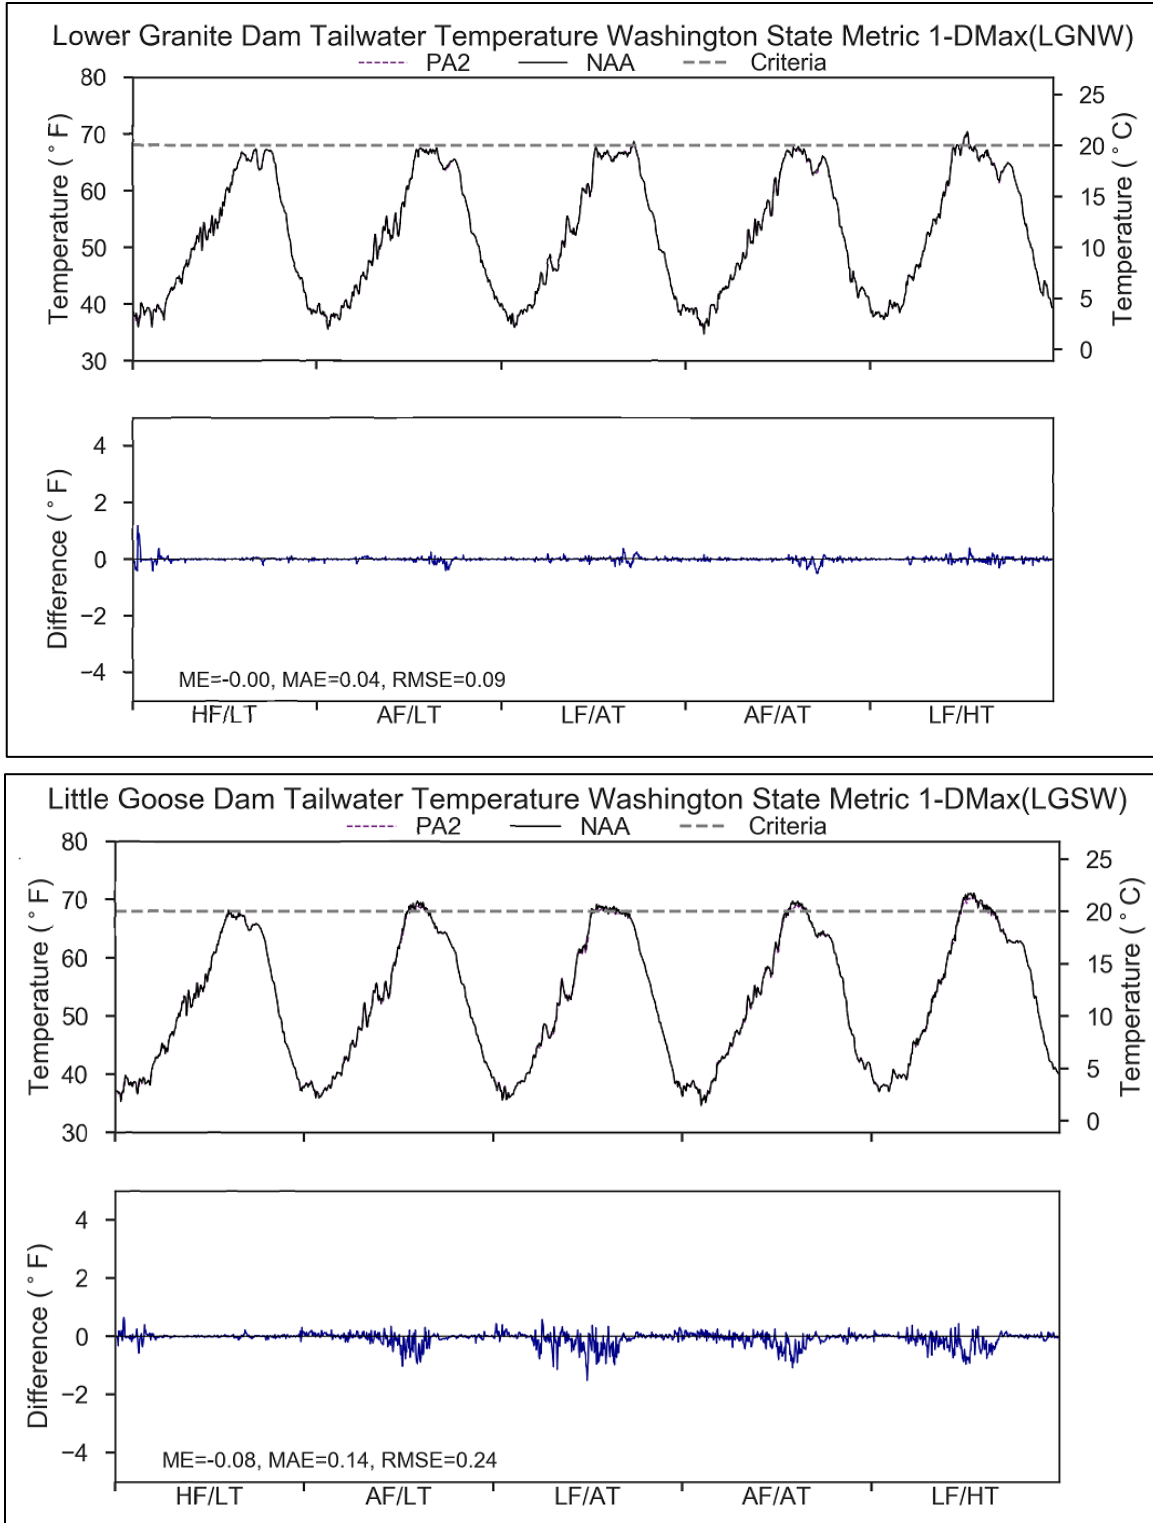 Lower Granite Dam Tailwater Temperature Washington State Metric 1-DMax(LGNW)
PA2 NAA Criteria
Temperature (°F)
80
70
60
50
40
30
Temperature (°C)
25
20
15
10
5
0
Difference (°F)
4
2
0
−2
−4
ME=-0.00, MAE=0.04, RMSE=0.09
HF/LT AF/LT LF/AT AF/AT LF/HT
Little Goose Dam Tailwater Temperature Washington State Metric 1-DMax(LGSW)
PA2 NAA Criteria
Temperature (°F)
80
70
60
50
40
30
Temperature (°C)
25
20
15
10
5
0
Difference (°F)
4
2
0
−2
−4
ME=-0.08, MAE=0.14, RMSE=0.24
HF/LT AF/LT LF/AT AF/AT LF/HT